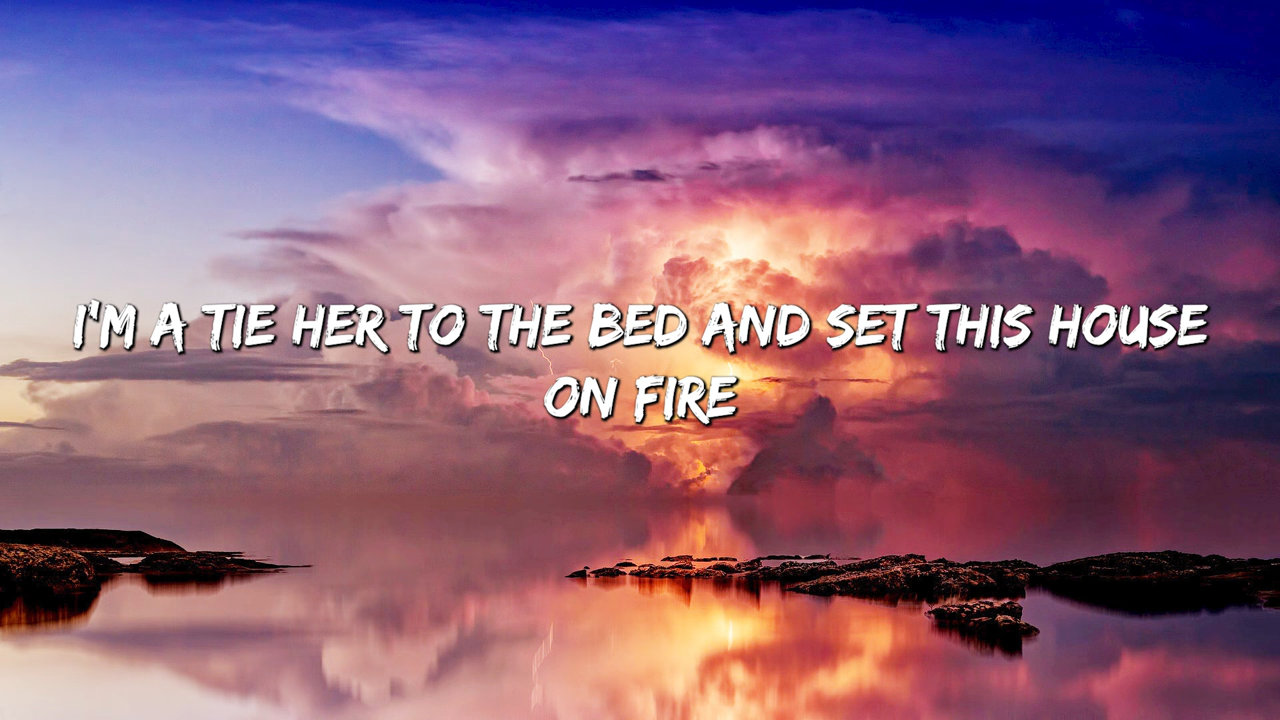 I'M A TIE HER TO THE BED AND SET THIS HOUSE
ON FIRE